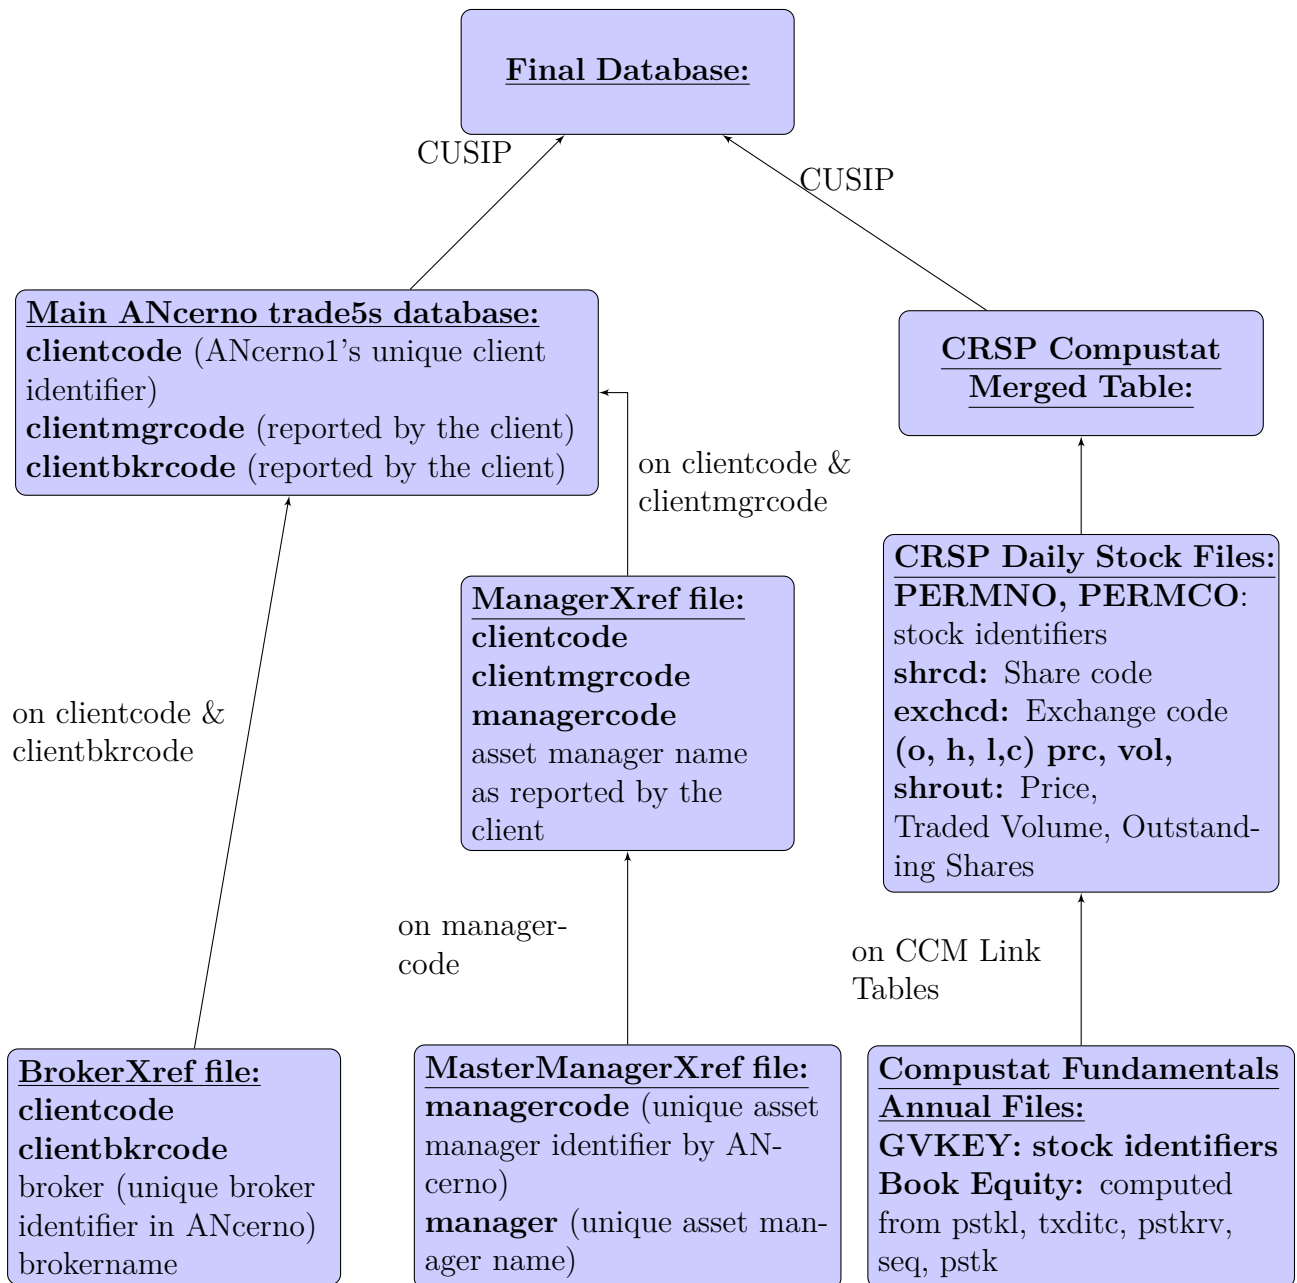 Final Database:
CUSIP
CUSIP
Main ANcerno trade5s database:
clientcode (ANcerno1's unique client
identifier)
clientmgrcode (reported by the client)
clientbkrcode (reported by the client)
CRSP Compustat
Merged Table:
on clientcode &
clientmgrcode
ManagerXref file:
clientcode
clientmgrcode
managercode
asset manager name
as reported by the
client
CRSP Daily Stock Files:
PERMNO, PERMCO:
stock identifiers
shrcd: Share code
exchcd: Exchange code
(o, h, l,c) prc, vol,
shrout: Price,
Traded Volume, Outstand-
ing Shares
on clientcode &
clientbkrcode
on manager-
code
on CCM Link
Tables
BrokerXref file:
clientcode
clientbkrcode
broker (unique broker
identifier in ANcerno)
brokername
MasterManagerXref file:
managercode (unique asset
manager identifier by AN-
cerno)
manager (unique asset man-
ager name)
Compustat Fundamentals
Annual Files:
GVKEY: stock identifiers
Book Equity: computed
from pstkl, txditc, pstkrv,
seq, pstk